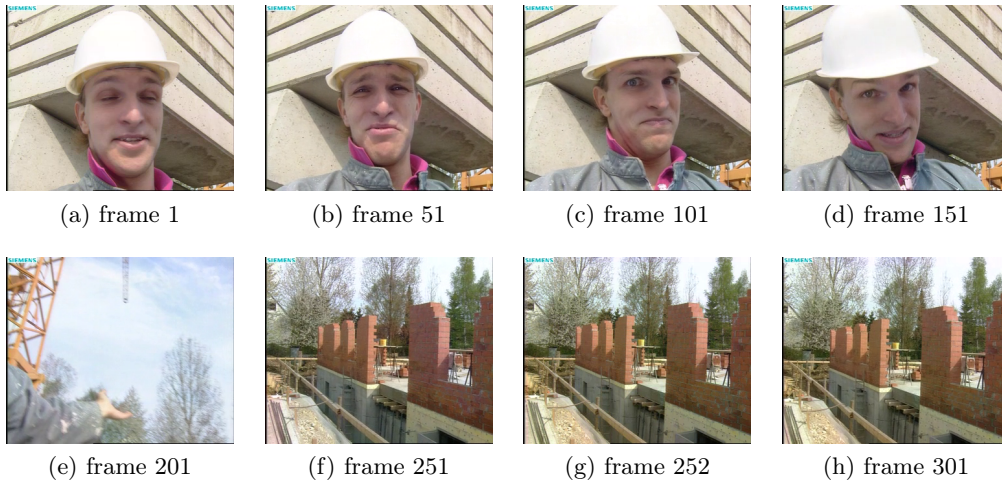 SIEMENS SIEMENS SIEMENS SIEMENS
(a) frame 1 (b) frame 51 (c) frame 101 (d) frame 151
SIEMENS SIEMENS SIEMENS SIEMENS
(e) frame 201 (f) frame 251 (g) frame 252 (h) frame 301